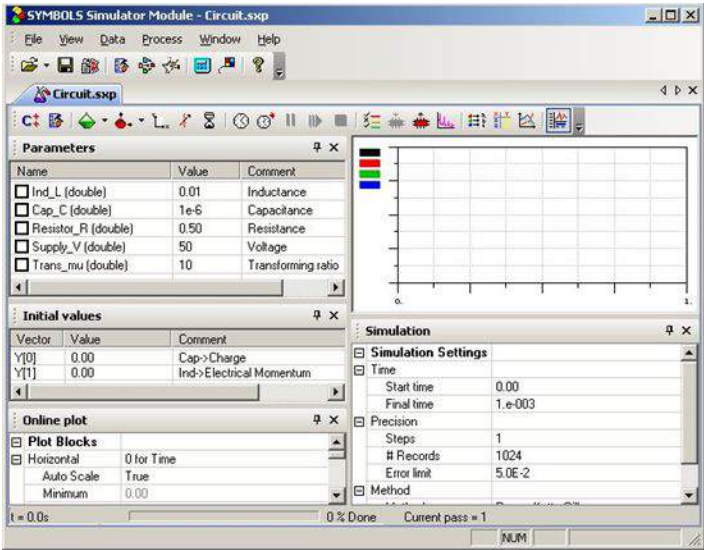 SYMBOLS Simulator Module - Circuit.sxp
File View Data Process Window Help
Circuit.sxp
Parameters
Name Value Comment
Ind_L (double) 0.01 Inductance
Cap_C (double) 1e-6 Capacitance
Resistor_R (double) 0.50 Resistance
Supply_V (double) 50 Voltage
Trans_mu (double) 10 Transforming ratio
Initial values
Vector Value Comment
Y[0] 0.00 Cap->Charge
Y[1] 0.00 Ind->Electrical Momentum
Online plot
Plot Blocks
Horizontal 0 for Time
Auto Scale True
Minimum 0.00
0. 1.
Simulation
Simulation Settings
Time
Start time 0.00
Final time 1.e-003
Precision
Steps 1
# Records 1024
Error limit 5.0E-2
Method
t = 0.0s 0 % Done Current pass = 1
NUM